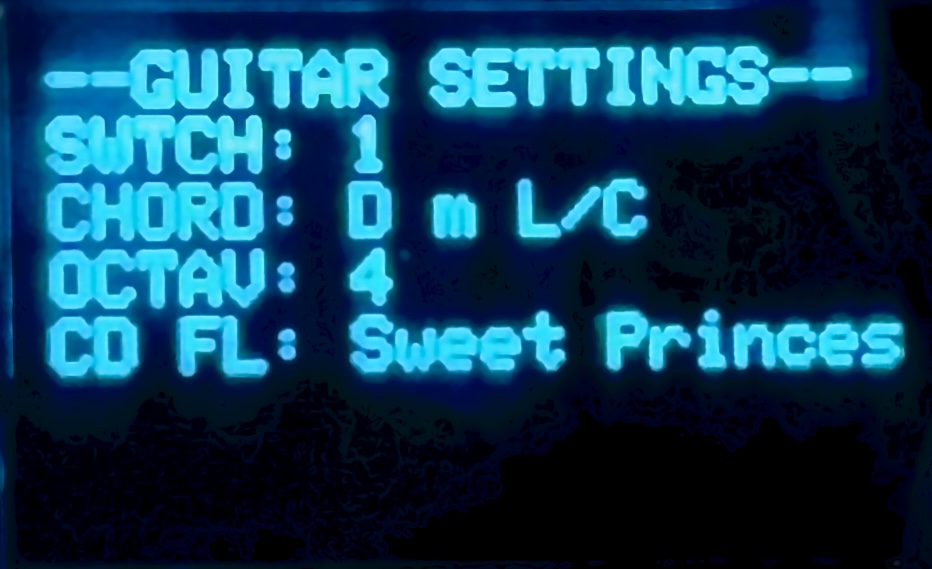 --GUITAR SETTINGS--
SWTCH: 1
CHORD: D m L/C
OCTAV: 4
CD FL: Sweet Princes